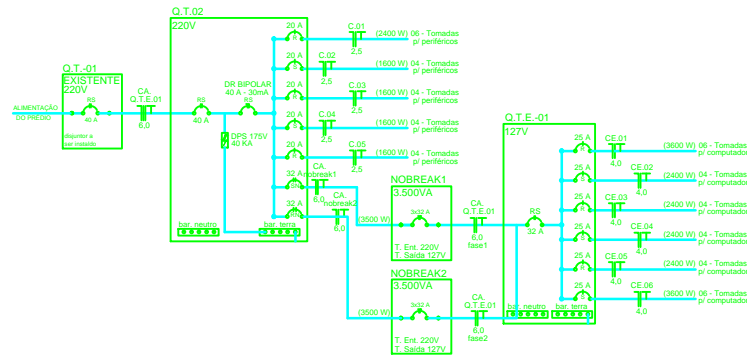 Q.T.-01
EXISTENTE
220V
RS
40 A
disjuntor a
ser instaldo
ALIMENTAÇÃO
DO PRÉDIO
CA.
Q.T.E.01
6,0
Q.T.02
220V
RS
40 A
DR BIPOLAR
40 A - 30mA
RS
DPS 175V
40 KA
bar. neutro
bar. terra
20 A
R
C.01
2,5
(2400 W) 06 - Tomadas
p/ periféricos
20 A
S
C.02
2,5
(1600 W) 04 - Tomadas
p/ periféricos
20 A
R
C.03
2,5
(1600 W) 04 - Tomadas
p/ periféricos
20 A
S
C.04
2,5
(1600 W) 04 - Tomadas
p/ periféricos
20 A
R
C.05
2,5
(1600 W) 04 - Tomadas
p/ periféricos
32 A
CA.
nobreak1
6,0
32 A
CA.
nobreak2
6,0
(3500 W)
NOBREAK1
3.500VA
3x32 A
T. Ent. 220V
T. Saída 127V
CA.
Q.T.E.01
6,0
fase1
(3500 W)
NOBREAK2
3.500VA
3x32 A
T. Ent. 220V
T. Saída 127V
CA.
Q.T.E.01
6,0
fase2
Q.T.E.-01
127V
RS
32 A
bar. neutro
bar. terra
25 A
R
CE.01
4,0
(3600 W) 06 - Tomadas
p/ computador
25 A
S
CE.02
4,0
(2400 W) 04 - Tomadas
p/ computador
25 A
R
CE.03
4,0
(2400 W) 04 - Tomadas
p/ computador
25 A
S
CE.04
4,0
(2400 W) 04 - Tomadas
p/ computador
25 A
R
CE.05
4,0
(2400 W) 04 - Tomadas
p/ computador
25 A
S
CE.06
4,0
(3600 W) 06 - Tomadas
p/ computador